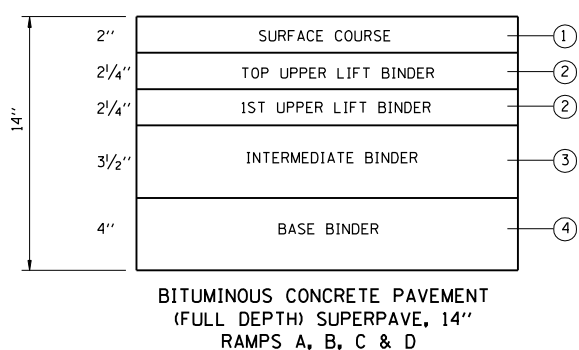 2'' SURFACE COURSE 1
2 1/4'' TOP UPPER LIFT BINDER 2
2 1/4'' 1ST UPPER LIFT BINDER 2
14''
3 1/2'' INTERMEDIATE BINDER 3
4'' BASE BINDER 4
BITUMINOUS CONCRETE PAVEMENT
(FULL DEPTH) SUPERPAVE, 14''
RAMPS A, B, C & D